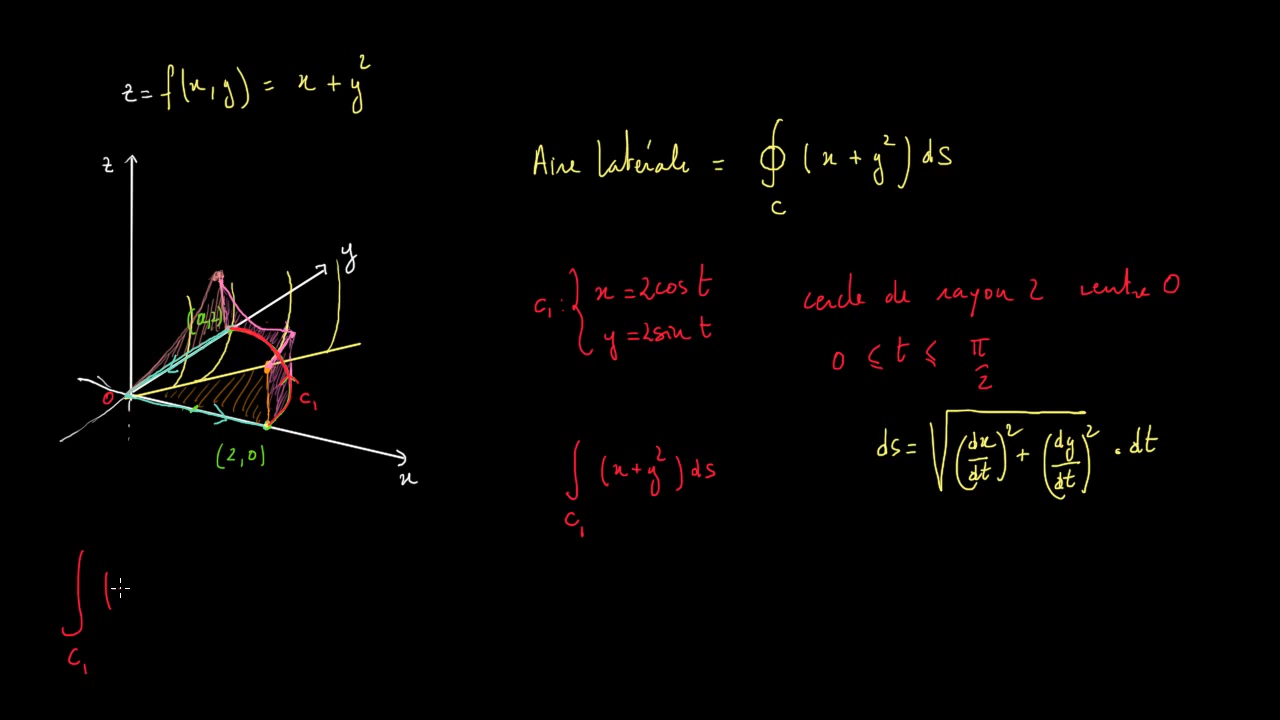 z = f(x, y) = x + y²
Aire latérale = ∮ (x + y²) ds
C
z
y
(0,2)
O
C₁
(2,0)
x
C₁ : { x = 2cos t
y = 2sin t
cercle de rayon 2 centre O
0 ≤ t ≤ π/2
∫ (x + y²) ds
C₁
ds = √((dx/dt)² + (dy/dt)²) . dt
∫ (
C₁